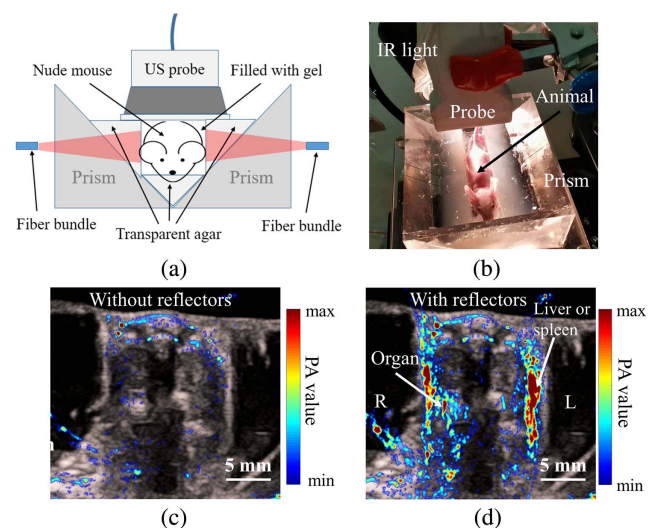 US probe
Nude mouse
Filled with gel
Prism
Prism
Fiber bundle
Transparent agar
Fiber bundle
(a)
IR light
Probe
Animal
Prism
(b)
Without reflectors
max
PA value
min
5 mm
(c)
With reflectors
Liver or
spleen
Organ
R
L
max
PA value
min
5 mm
(d)